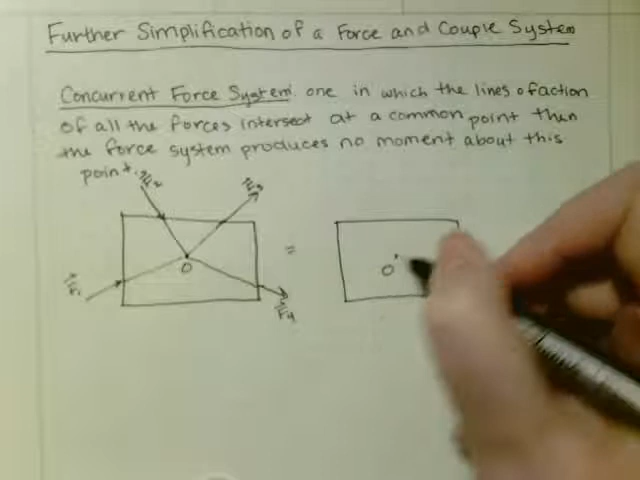 Further Simplification of a Force and Couple System
Concurrent Force System: one in which the lines of action
of all the forces intersect at a common point then
the force system produces no moment about this
point.
F₂
F₃
F₁
O
F₄
=
O